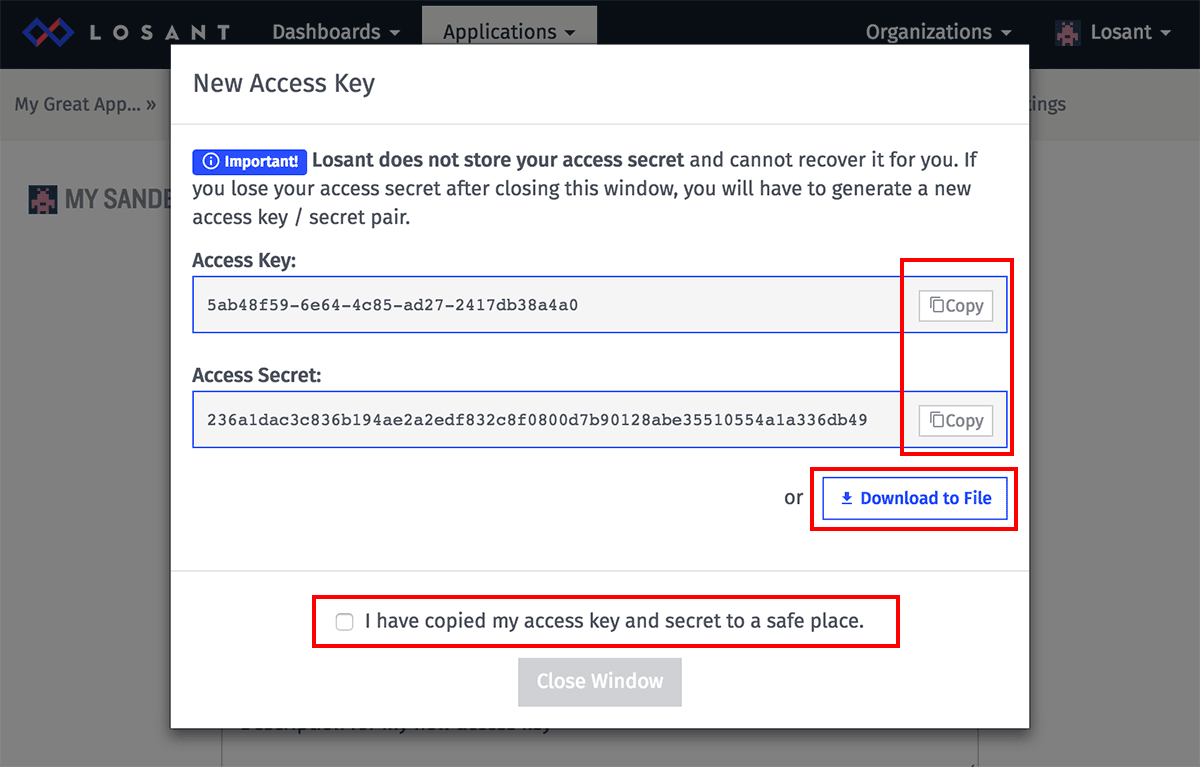 LOSANT Dashboards Applications Organizations Losant
My Great App... » ings
MY SAND
New Access Key
Important! Losant does not store your access secret and cannot recover it for you. If
you lose your access secret after closing this window, you will have to generate a new
access key / secret pair.
Access Key:
5ab48f59-6e64-4c85-ad27-2417db38a4a0 Copy
Access Secret:
236a1dac3c836b194ae2a2edf832c8f0800d7b90128abe35510554a1a336db49 Copy
or Download to File
I have copied my access key and secret to a safe place.
Close Window